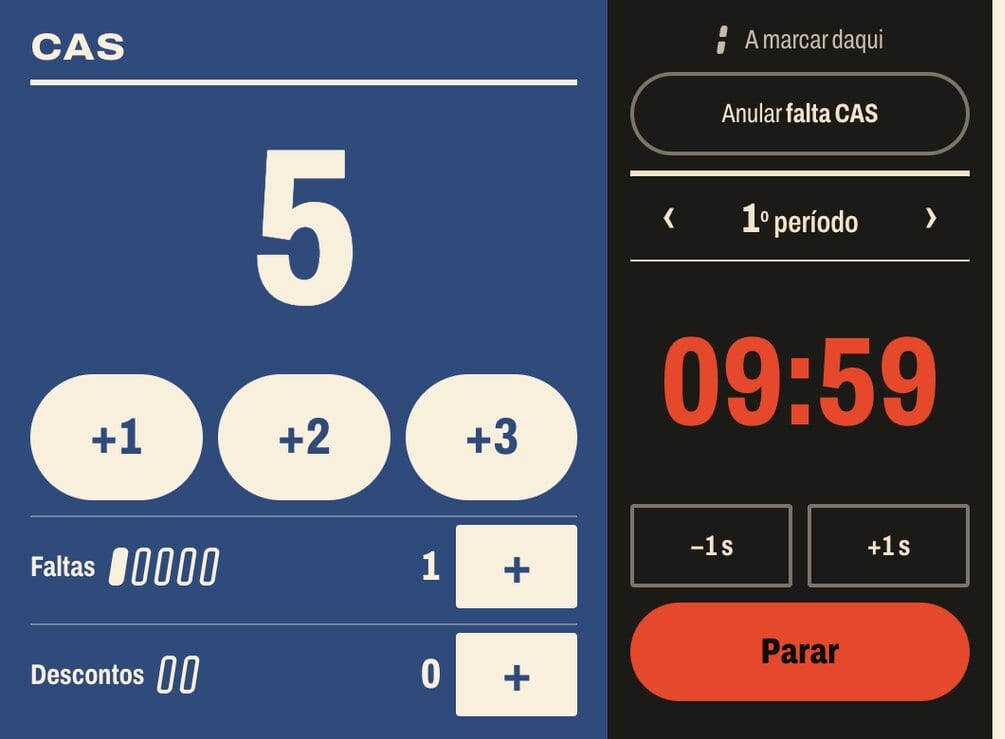 CAS
5
+1 +2 +3
Faltas 1 +
Descontos 0 +
A marcar daqui
Anular falta CAS
‹ 1º período ›
09:59
−1 s +1 s
Parar